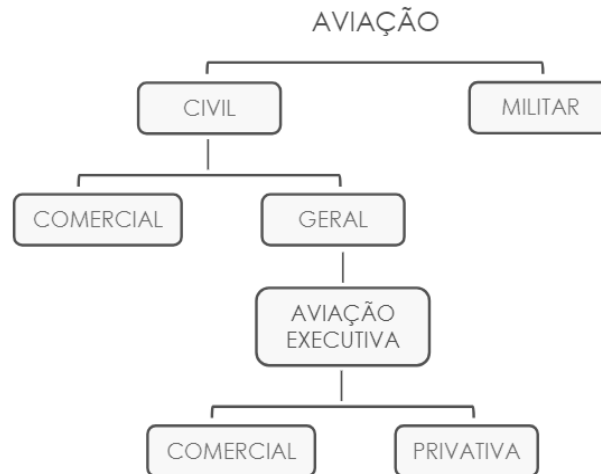 AVIAÇÃO
CIVIL
MILITAR
COMERCIAL
GERAL
AVIAÇÃO
EXECUTIVA
COMERCIAL
PRIVATIVA